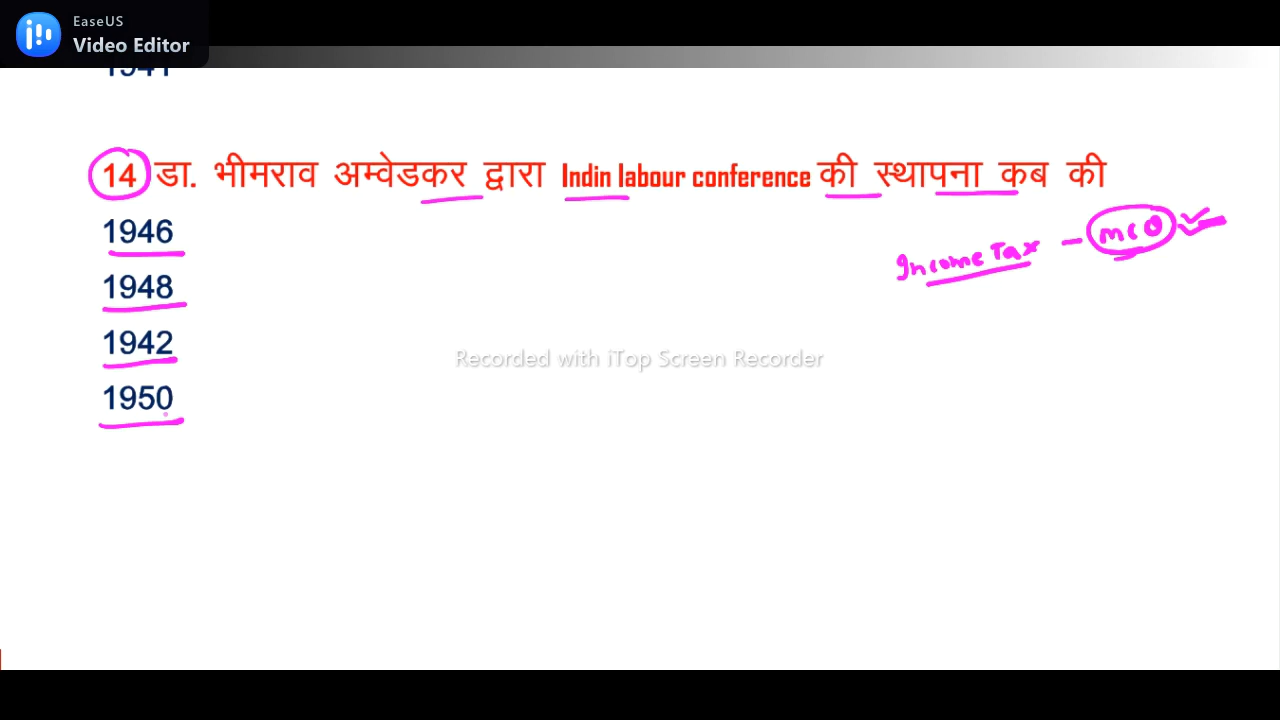 EaseUS
Video Editor
1941
14 डा. भीमराव अम्वेडकर द्वारा Indin labour conference की स्थापना कब की
1946
Income Tax - MCQ
1948
1942
Recorded with iTop Screen Recorder
1950